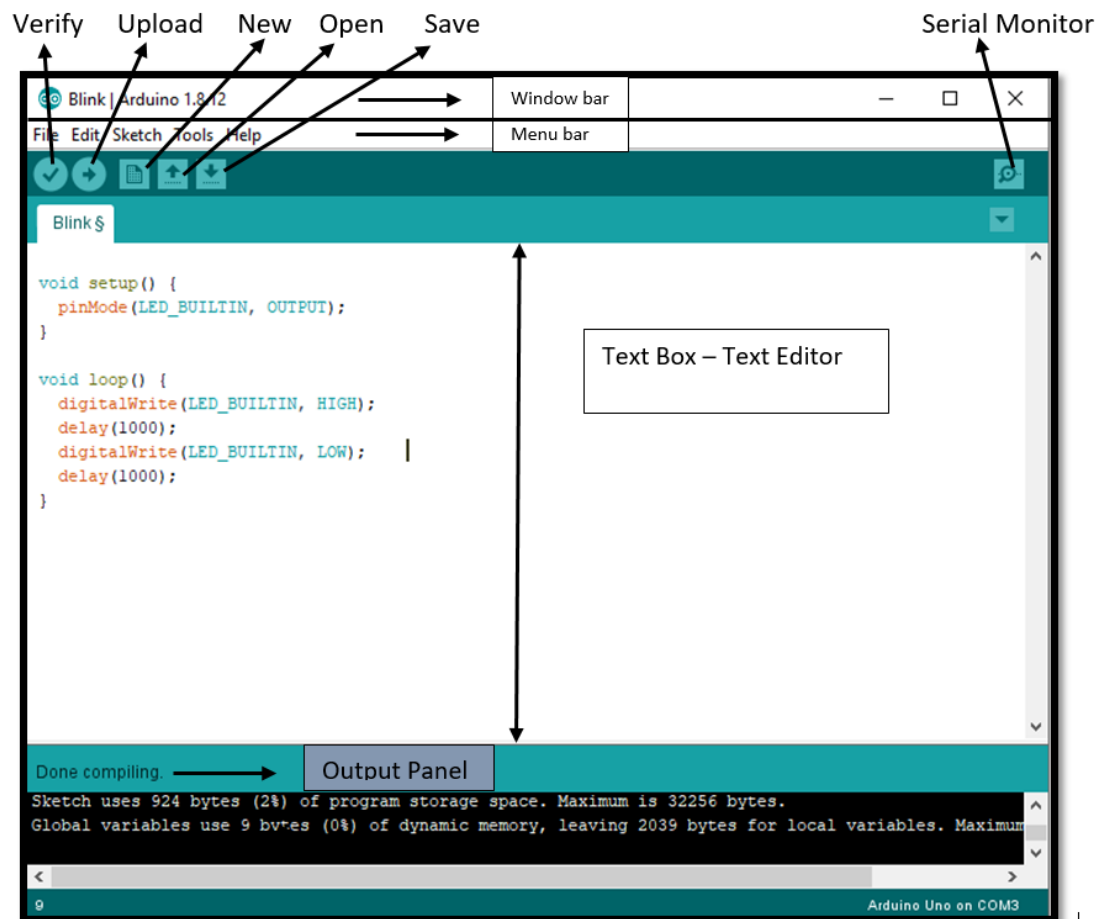 Verify Upload New Open Save Serial Monitor
Blink | Arduino 1.8.12 Window bar
File Edit Sketch Tools Help Menu bar
Blink §
void setup() {
pinMode(LED_BUILTIN, OUTPUT);
}
Text Box – Text Editor
void loop() {
digitalWrite(LED_BUILTIN, HIGH);
delay(1000);
digitalWrite(LED_BUILTIN, LOW);
delay(1000);
}
Done compiling. Output Panel
Sketch uses 924 bytes (2%) of program storage space. Maximum is 32256 bytes.
Global variables use 9 bytes (0%) of dynamic memory, leaving 2039 bytes for local variables. Maximum
9 Arduino Uno on COM3